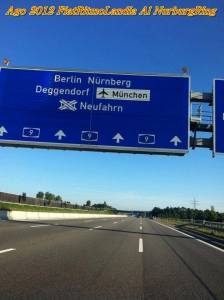 Ago 2012 FiatRitmoLandia Al NurburgRing
Berlin Nürnberg
Deggendorf München
Neufahrn
9 9
9 9